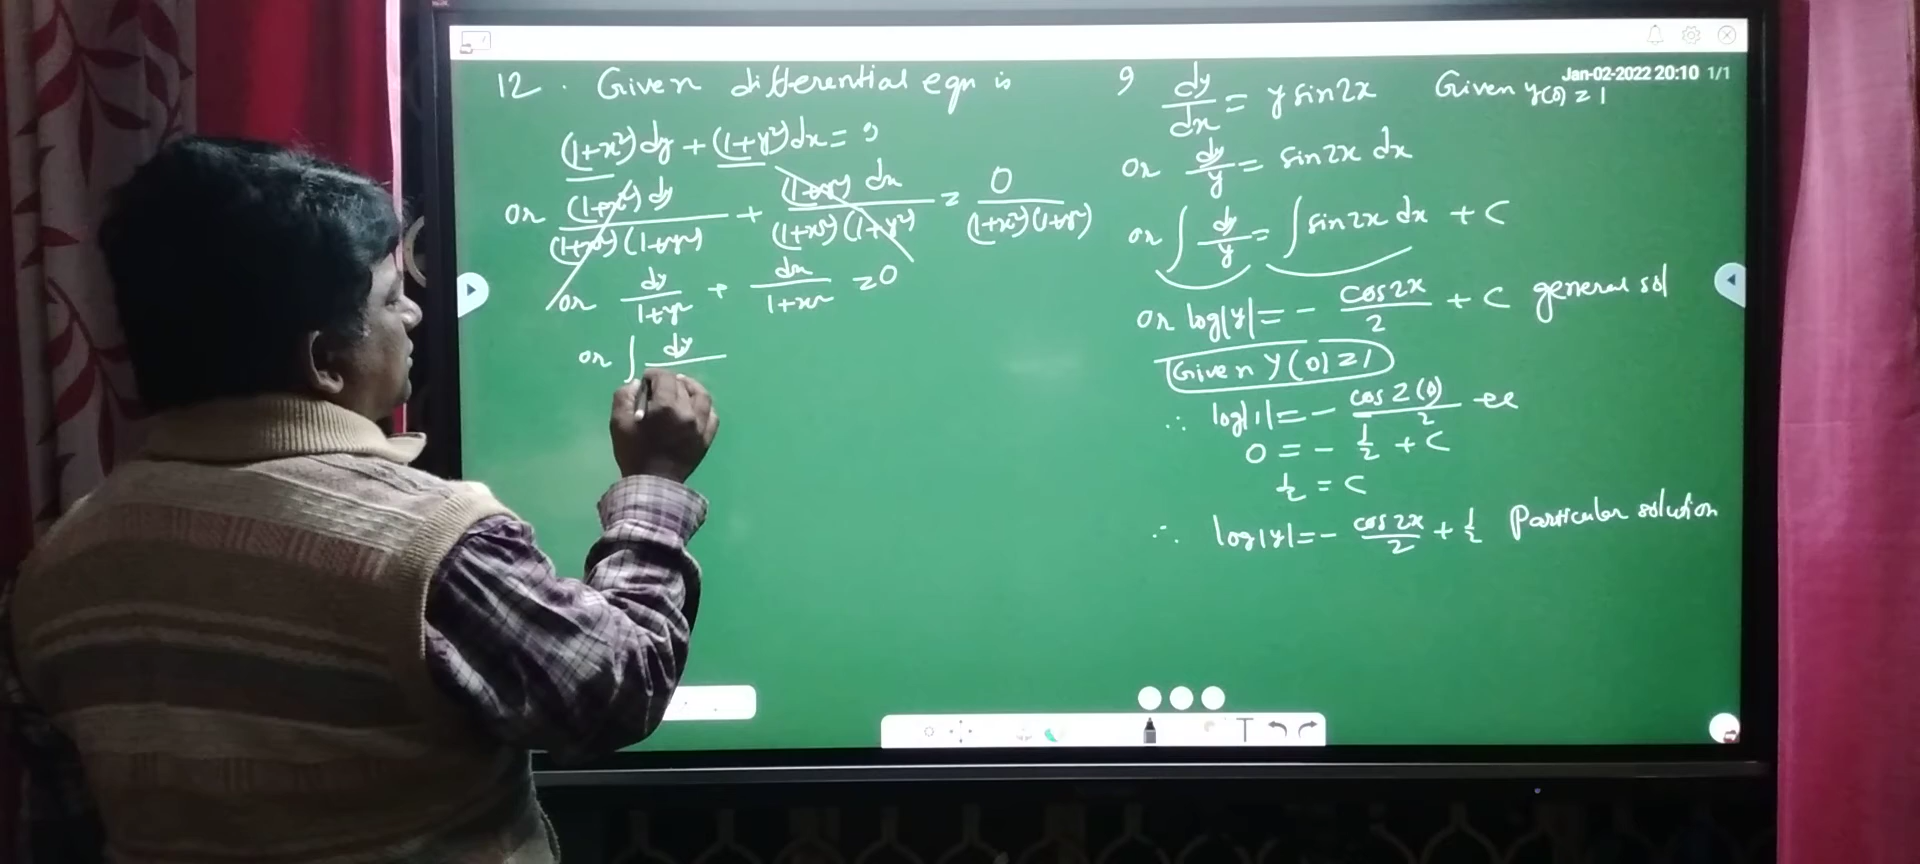 Jan-02-2022 20:10 1/1
12. Given differential eqn is
(1+x²)dy + (1+y²)dx = 0
or (1+x²)dy/(1+x²)(1+y²) + (1+y²)dx/(1+x²)(1+y²) = 0/(1+x²)(1+y²)
or dy/1+y² + dx/1+x² = 0
or ∫ dy
9 dy/dx = y sin2x Given y(0) = 1
or dy/y = sin2x dx
or ∫ dy/y = ∫ sin2x dx + C
or log|y| = - cos2x/2 + C general sol
Given y(0) = 1
∴ log|1| = - cos2(0)/2 + C
0 = - 1/2 + C
1/2 = C
∴ log|y| = - cos2x/2 + 1/2 Particular solution
T